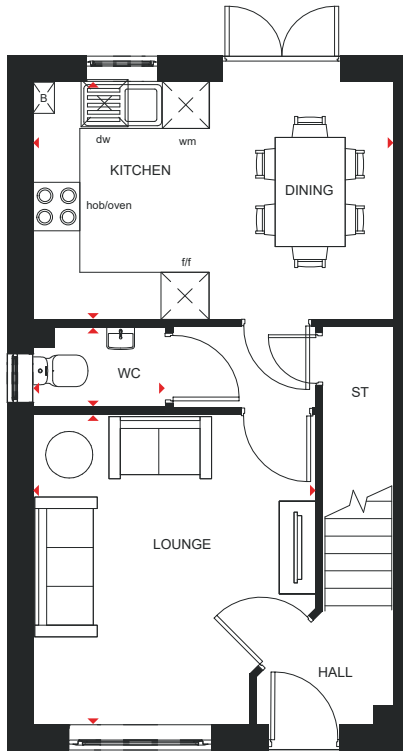 B
dw
wm
KITCHEN
DINING
hob/oven
f/f
WC
ST
LOUNGE
HALL